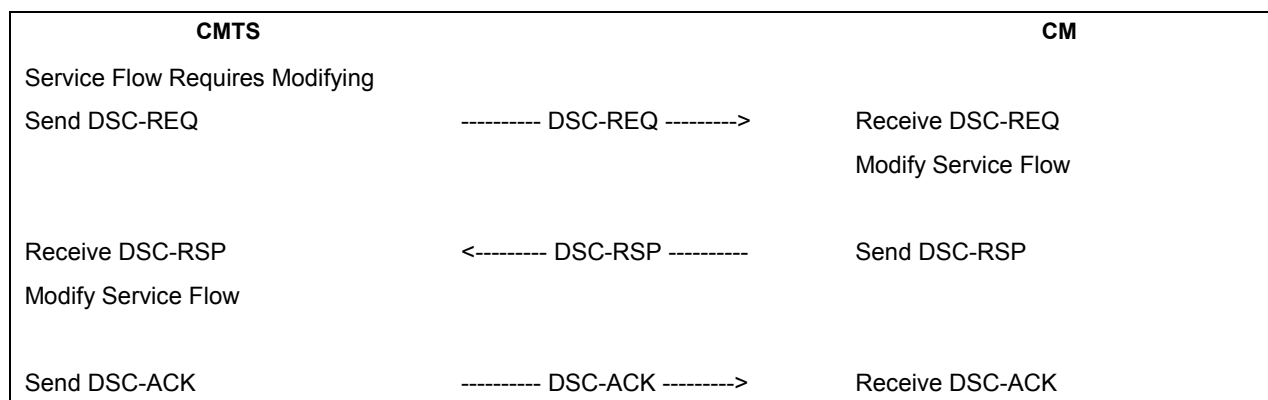 CMTS CM
Service Flow Requires Modifying
Send DSC-REQ ---------- DSC-REQ ---------> Receive DSC-REQ
Modify Service Flow
Receive DSC-RSP <--------- DSC-RSP ---------- Send DSC-RSP
Modify Service Flow
Send DSC-ACK ---------- DSC-ACK ---------> Receive DSC-ACK